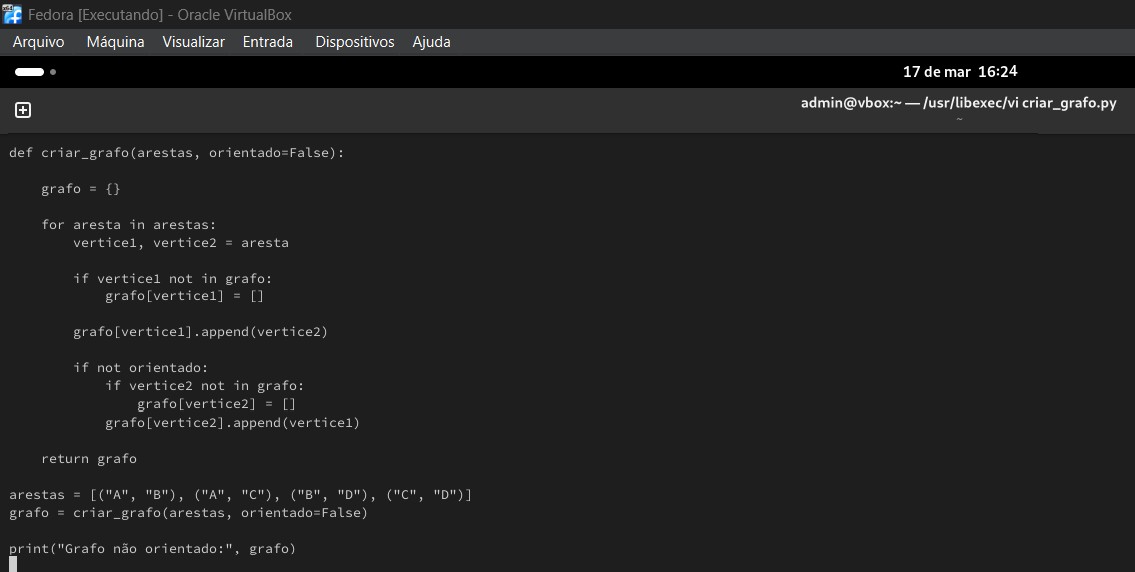 Fedora [Executando] - Oracle VirtualBox
Arquivo Máquina Visualizar Entrada Dispositivos Ajuda
17 de mar 16:24
admin@vbox:~ — /usr/libexec/vi criar_grafo.py
~
def criar_grafo(arestas, orientado=False):
    grafo = {}
    for aresta in arestas:
        vertice1, vertice2 = aresta
        if vertice1 not in grafo:
            grafo[vertice1] = []
        grafo[vertice1].append(vertice2)
        if not orientado:
            if vertice2 not in grafo:
                grafo[vertice2] = []
            grafo[vertice2].append(vertice1)
    return grafo
arestas = [("A", "B"), ("A", "C"), ("B", "D"), ("C", "D")]
grafo = criar_grafo(arestas, orientado=False)
print("Grafo não orientado:", grafo)